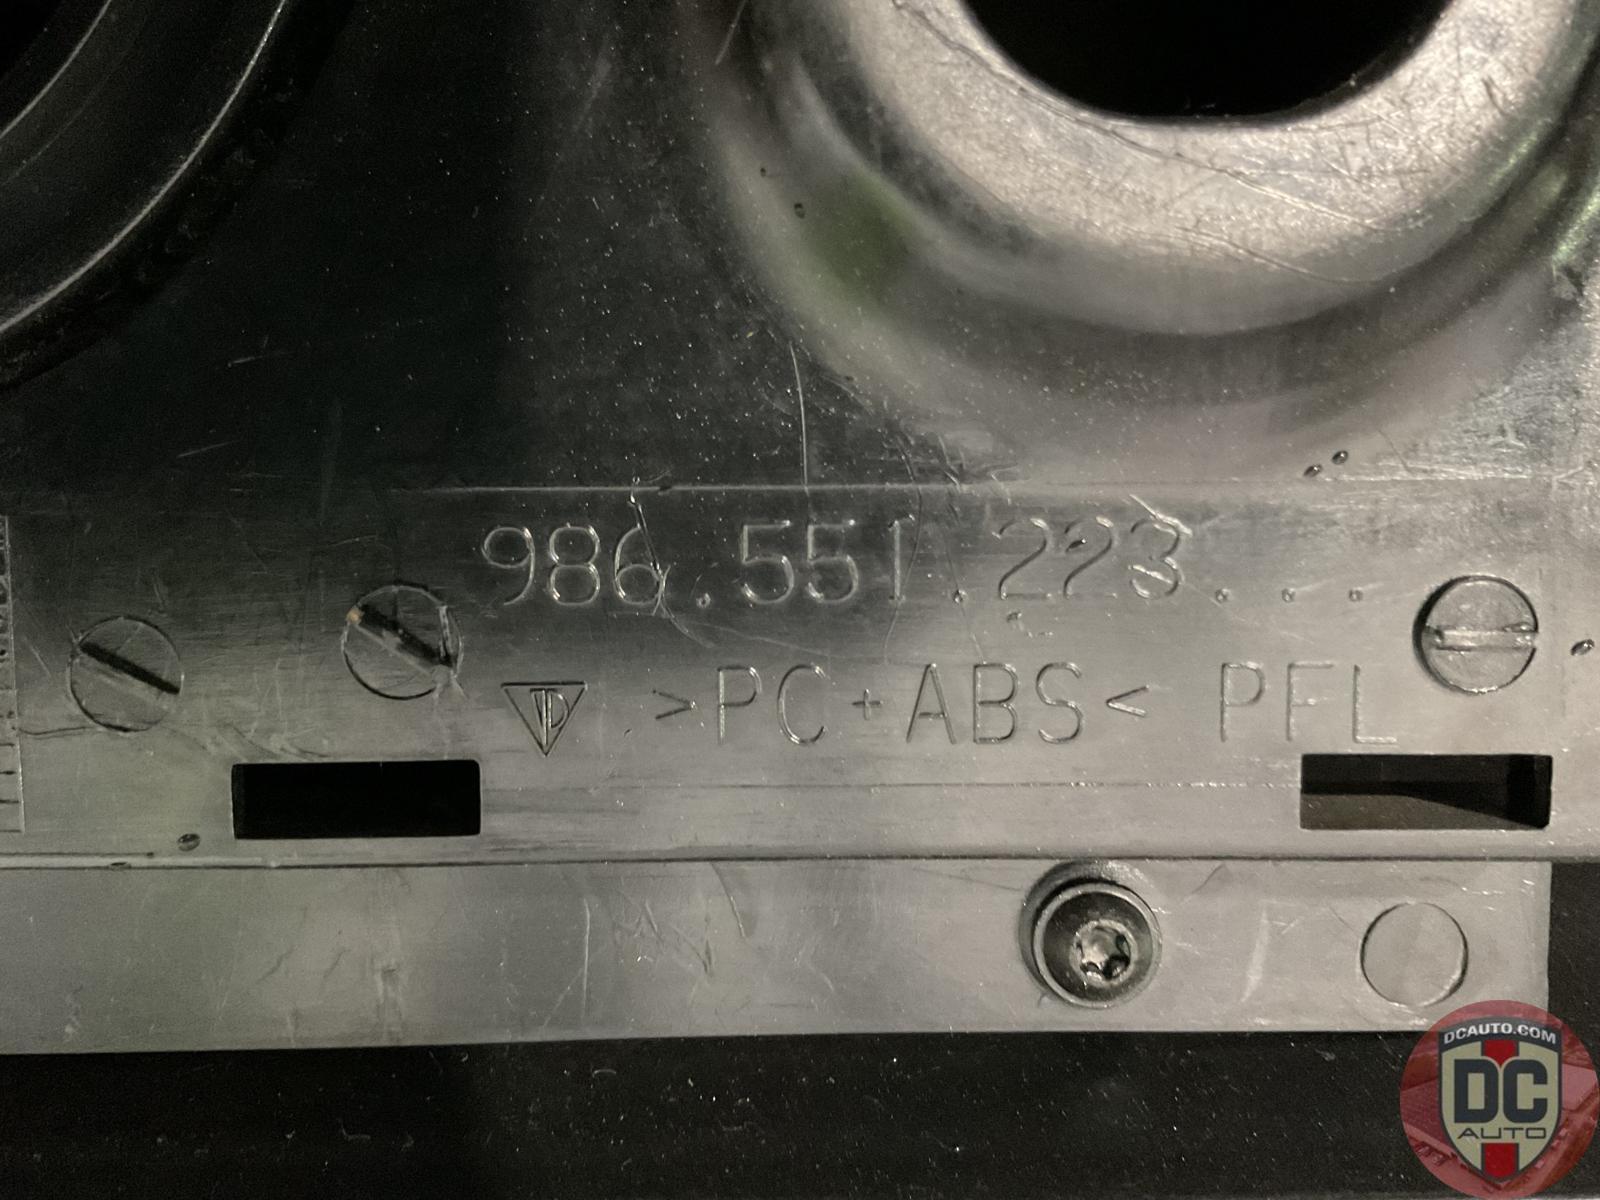 986.551.223...
>PC+ABS< PFL
DCAUTO.COM
DC
AUTO